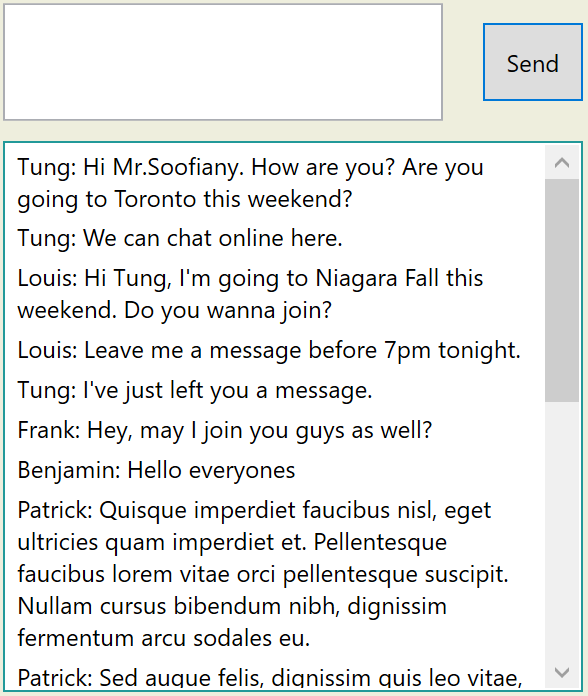 Send
Tung: Hi Mr.Soofiany. How are you? Are you
going to Toronto this weekend?
Tung: We can chat online here.
Louis: Hi Tung, I'm going to Niagara Fall this
weekend. Do you wanna join?
Louis: Leave me a message before 7pm tonight.
Tung: I've just left you a message.
Frank: Hey, may I join you guys as well?
Benjamin: Hello everyones
Patrick: Quisque imperdiet faucibus nisl, eget
ultricies quam imperdiet et. Pellentesque
faucibus lorem vitae orci pellentesque suscipit.
Nullam cursus bibendum nibh, dignissim
fermentum arcu sodales eu.
Patrick: Sed augue felis, dignissim quis leo vitae,